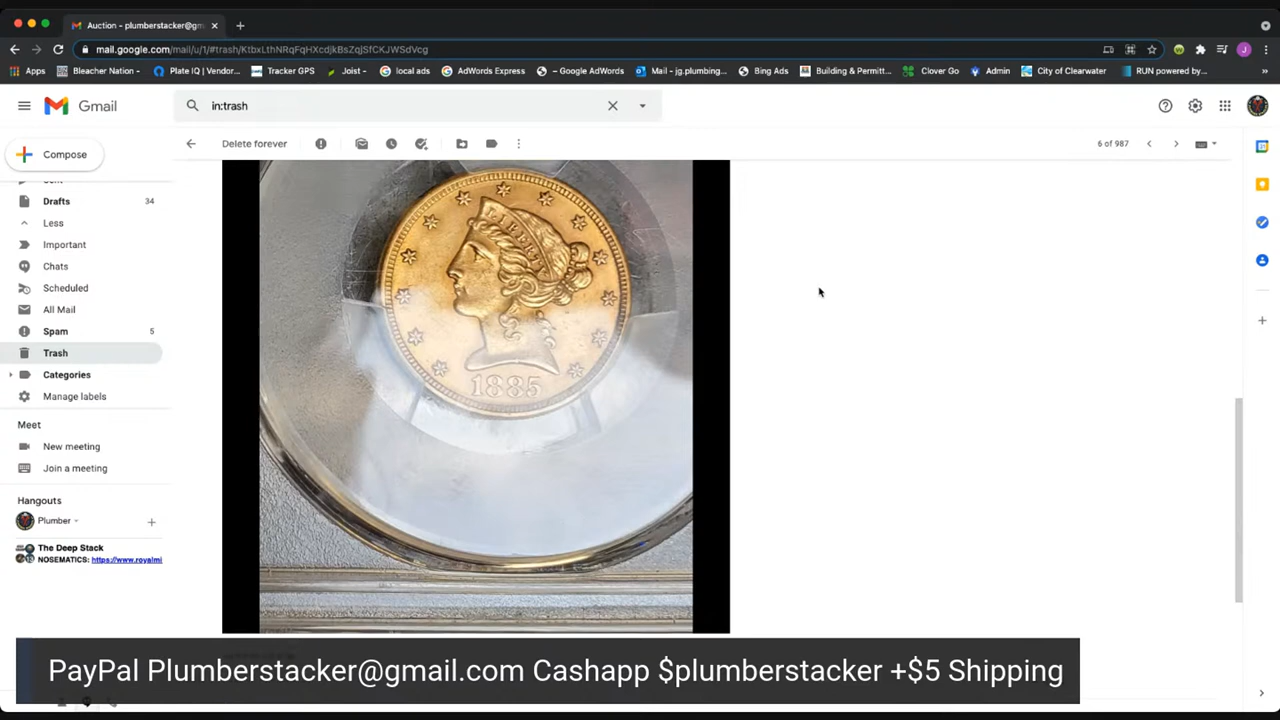 Auction - plumberstacker@gm
mail.google.com/mail/u/1/#trash/KtbxLthNRqFqHXcdjkBsZqjSfCKJWSdVcg
Apps
Bleacher Nation -
Plate IQ | Vendor...
Tracker GPS
Joist -
local ads
AdWords Express
– Google AdWords
Mail - jg.plumbing...
Bing Ads
Building & Permitt...
Clover Go
Admin
City of Clearwater
RUN powered by...
»
Gmail
in:trash
J
Compose
Delete forever
6 of 987
Drafts 34
Less
Important
Chats
Scheduled
All Mail
Spam 5
Trash
Categories
Manage labels
Meet
New meeting
Join a meeting
Hangouts
Plumber
The Deep Stack
NOSEMATICS: https://www.royalmi
LIBERTY
1885
PayPal Plumberstacker@gmail.com Cashapp $plumberstacker +$5 Shipping